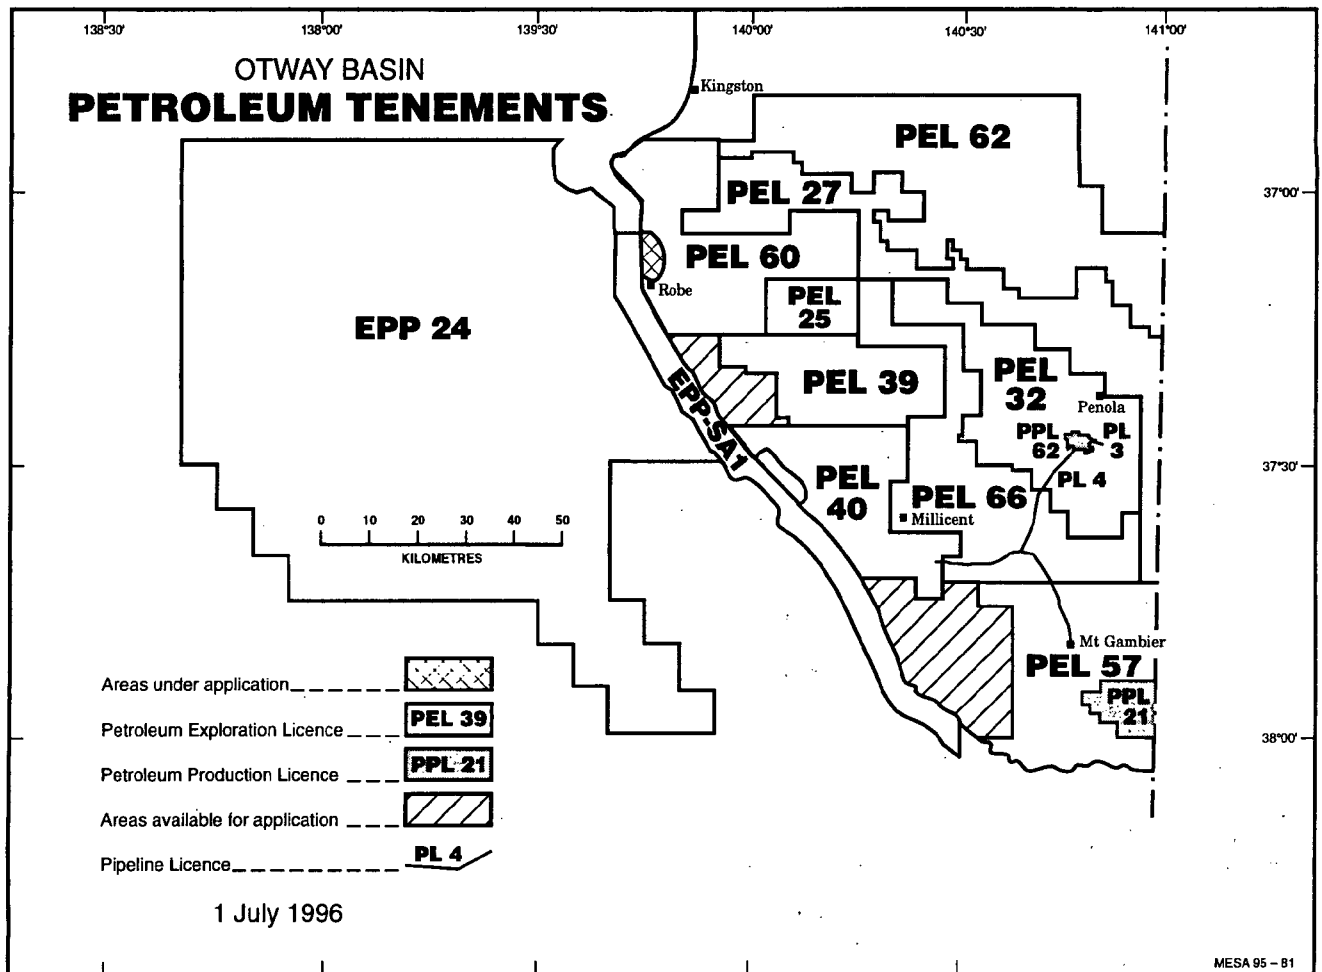 138°30'
138°00'
139°30'
140°00'
140°30'
141°00'
OTWAY BASIN
PETROLEUM TENEMENTS
Kingston
PEL 62
37°00'
PEL 27
PEL 60
Robe
PEL
25
EPP 24
PEL 39
PEL
32
EPP-SA1
Penola
PPL
62
PL
3
37°30'
PL 4
PEL
40
PEL 66
Millicent
0 10 20 30 40 50
KILOMETRES
Mt Gambier
PEL 57
PPL
21
38°00'
Areas under application
Petroleum Exploration Licence
PEL 39
Petroleum Production Licence
PPL 21
Areas available for application
Pipeline Licence
PL 4
1 July 1996
MESA 95 – 81